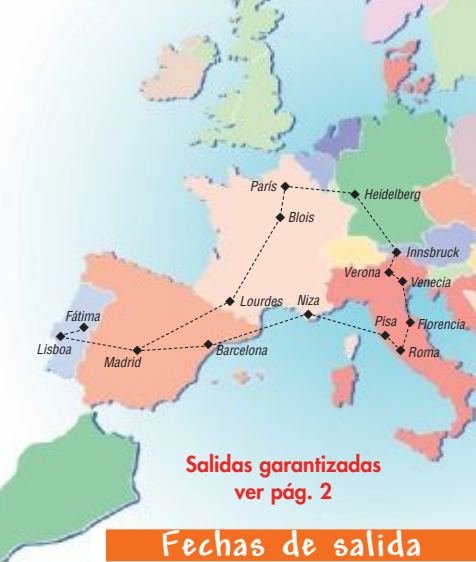 París
Heidelberg
Blois
Innsbruck
Verona
Venecia
Lourdes
Niza
Fátima
Pisa
Florencia
Lisboa
Madrid
Barcelona
Roma
Salidas garantizadas
ver pág. 2
Fechas de salida